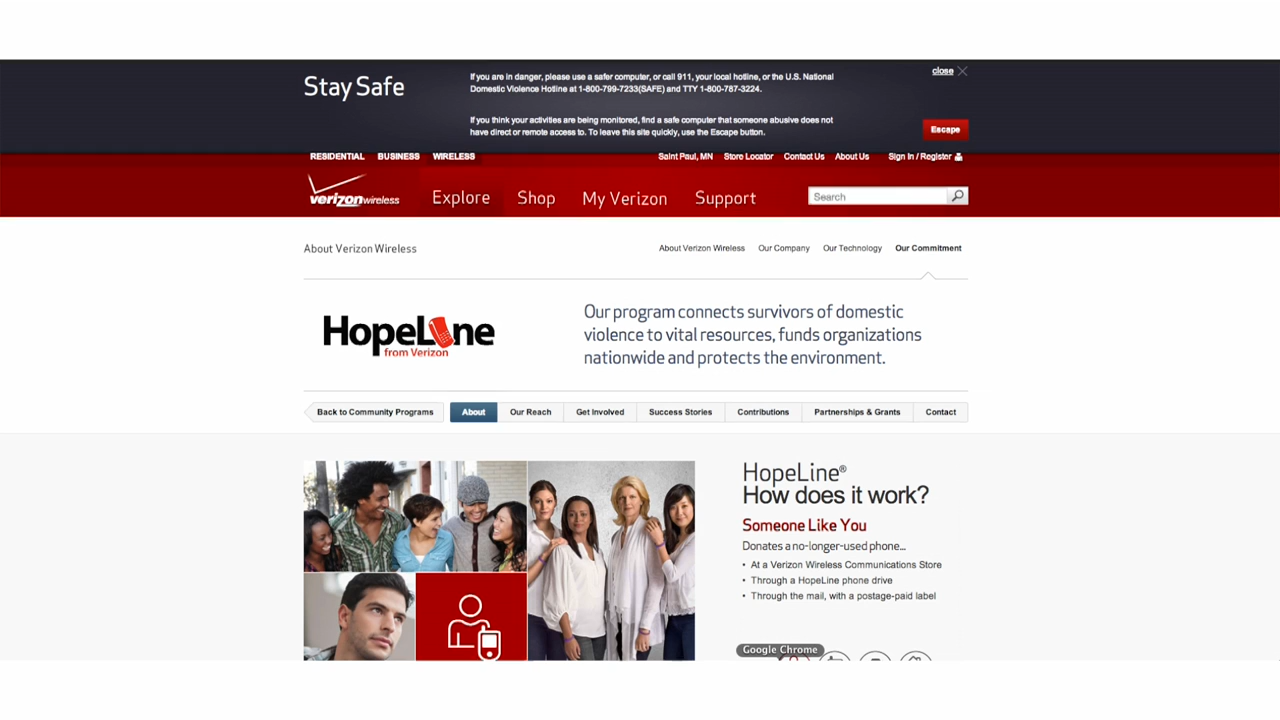 Stay Safe
If you are in danger, please use a safer computer, or call 911, your local hotline, or the U.S. National
Domestic Violence Hotline at 1-800-799-7233(SAFE) and TTY 1-800-787-3224.
close
If you think your activities are being monitored, find a safe computer that someone abusive does not
have direct or remote access to. To leave this site quickly, use the Escape button.
Escape
RESIDENTIAL BUSINESS WIRELESS
Saint Paul, MN Store Locator Contact Us About Us Sign In / Register
verizonwireless
Explore Shop My Verizon Support
Search
About Verizon Wireless
About Verizon Wireless Our Company Our Technology Our Commitment
HopeLine
from Verizon
Our program connects survivors of domestic
violence to vital resources, funds organizations
nationwide and protects the environment.
Back to Community Programs About Our Reach Get Involved Success Stories Contributions Partnerships & Grants Contact
HopeLine®
How does it work?
Someone Like You
Donates a no-longer-used phone...
• At a Verizon Wireless Communications Store
• Through a HopeLine phone drive
• Through the mail, with a postage-paid label
Google Chrome